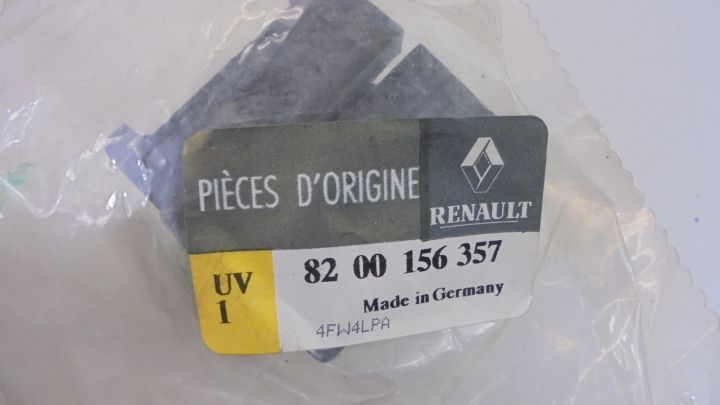 PIÈCES D'ORIGINE
RENAULT
UV
1
82 00 156 357
Made in Germany
4FW4LPA